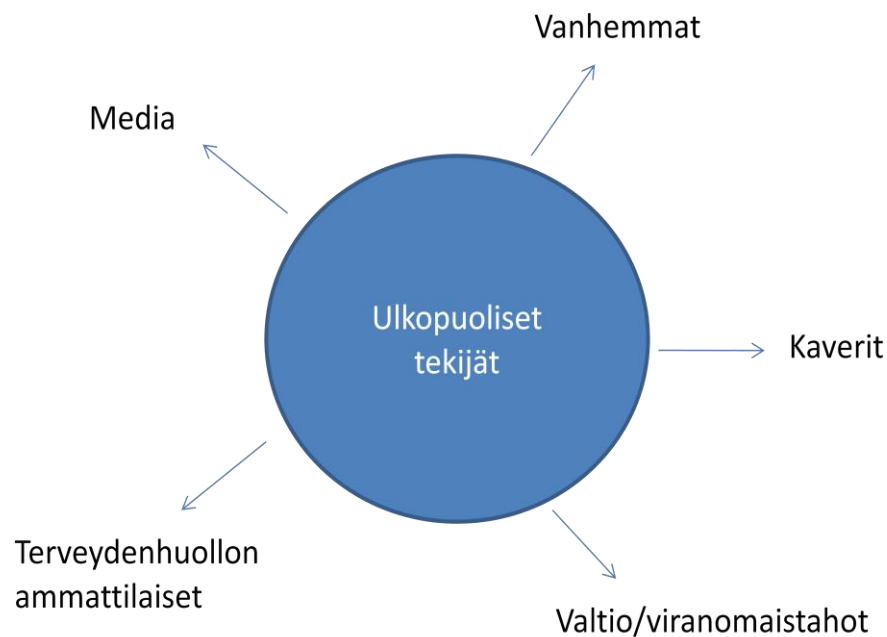 Vanhemmat
Media
Ulkopuoliset
tekijät
Kaverit
Terveydenhuollon
ammattilaiset
Valtio/viranomaistahot